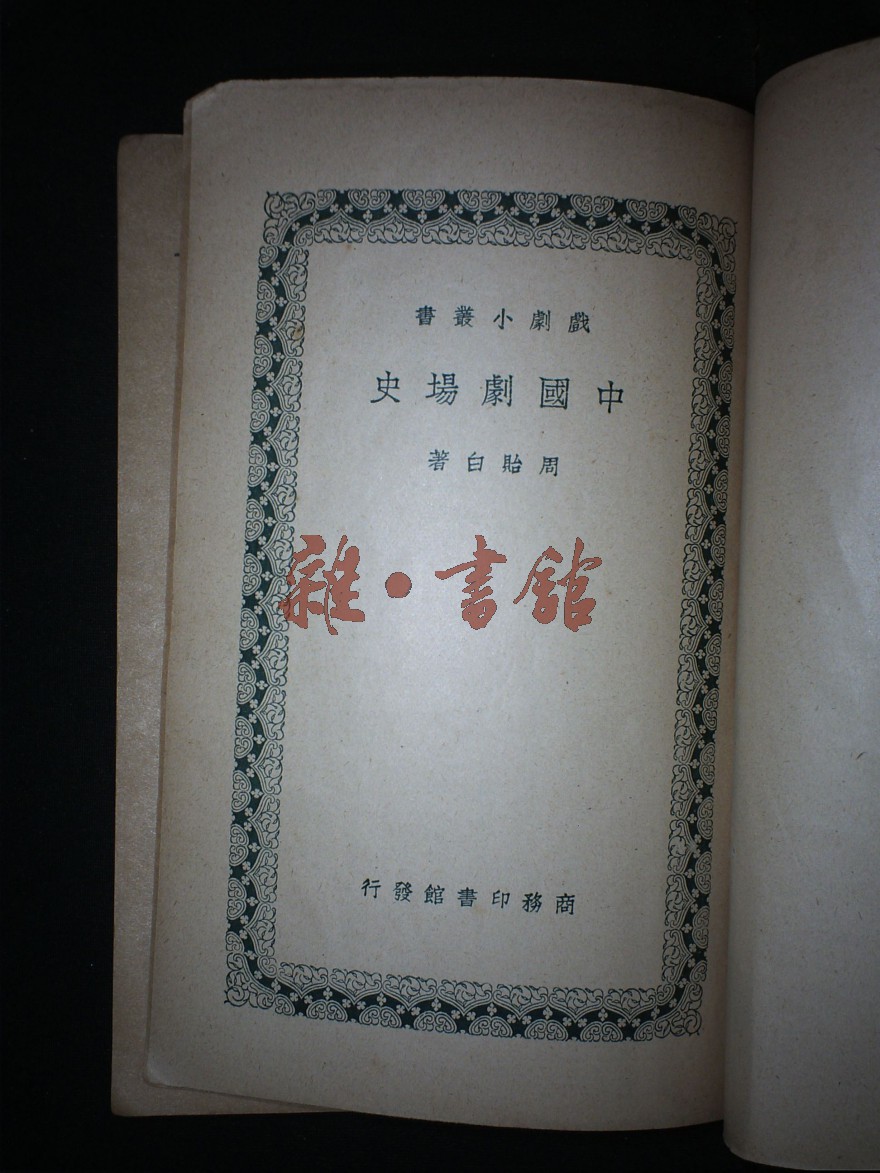 戲劇小叢書
中國劇場史
周貽白著
雜·書館
商務印書館發行